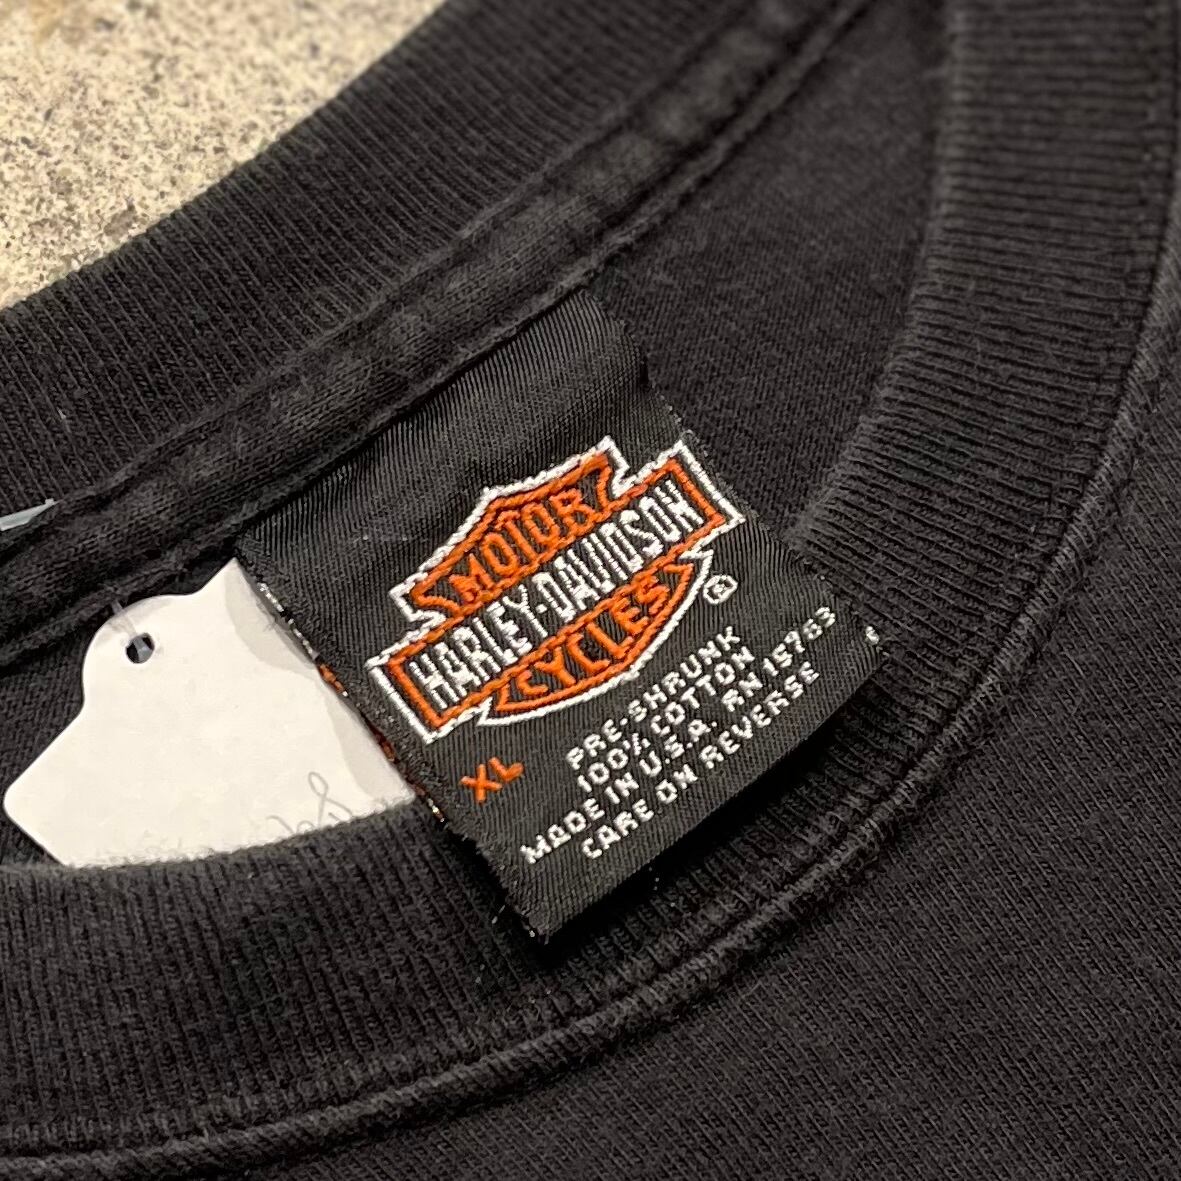 MOTOR
HARLEY-DAVIDSON
CYCLES
®
XL
PRE-SHRUNK
100% COTTON
MADE IN U.S.A. RN 15763
CARE ON REVERSE